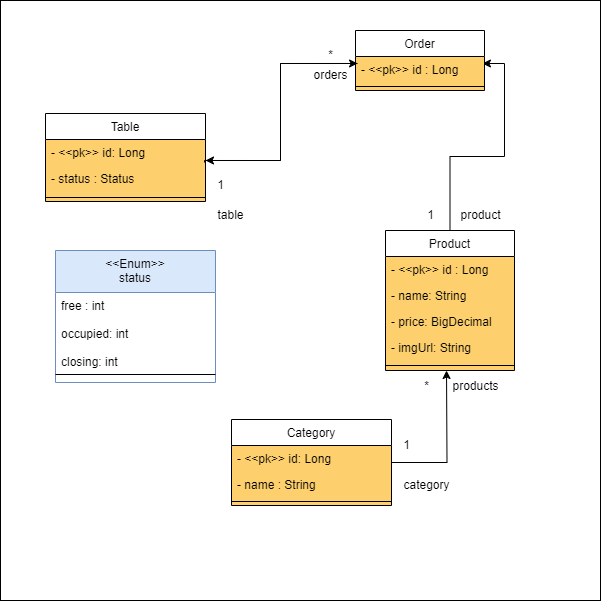 Order
- <<pk>> id : Long
*
orders
Table
- <<pk>> id: Long
- status : Status
1
table
1 product
Product
- <<pk>> id : Long
- name: String
- price: BigDecimal
- imgUrl: String
<<Enum>>
status
free : int
occupied: int
closing: int
* products
Category
- <<pk>> id: Long
- name : String
1
category